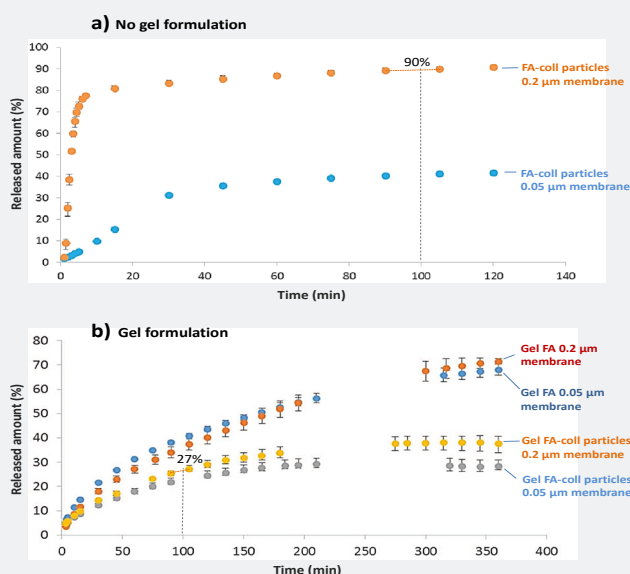 a) No gel formulation
100
90
80
70
60
50
40
30
20
10
0
Released amount (%)
90%
FA-coll particles
0.2 μm membrane
FA-coll particles
0.05 μm membrane
0 20 40 60 80 100 120 140
Time (min)
b) Gel formulation
80
70
60
50
40
30
20
10
0
Released amount (%)
27%
Gel FA 0.2 μm
membrane
Gel FA 0.05 μm
membrane
Gel FA-coll particles
0.2 μm membrane
Gel FA-coll particles
0.05 μm membrane
0 50 100 150 200 250 300 350 400
Time (min)